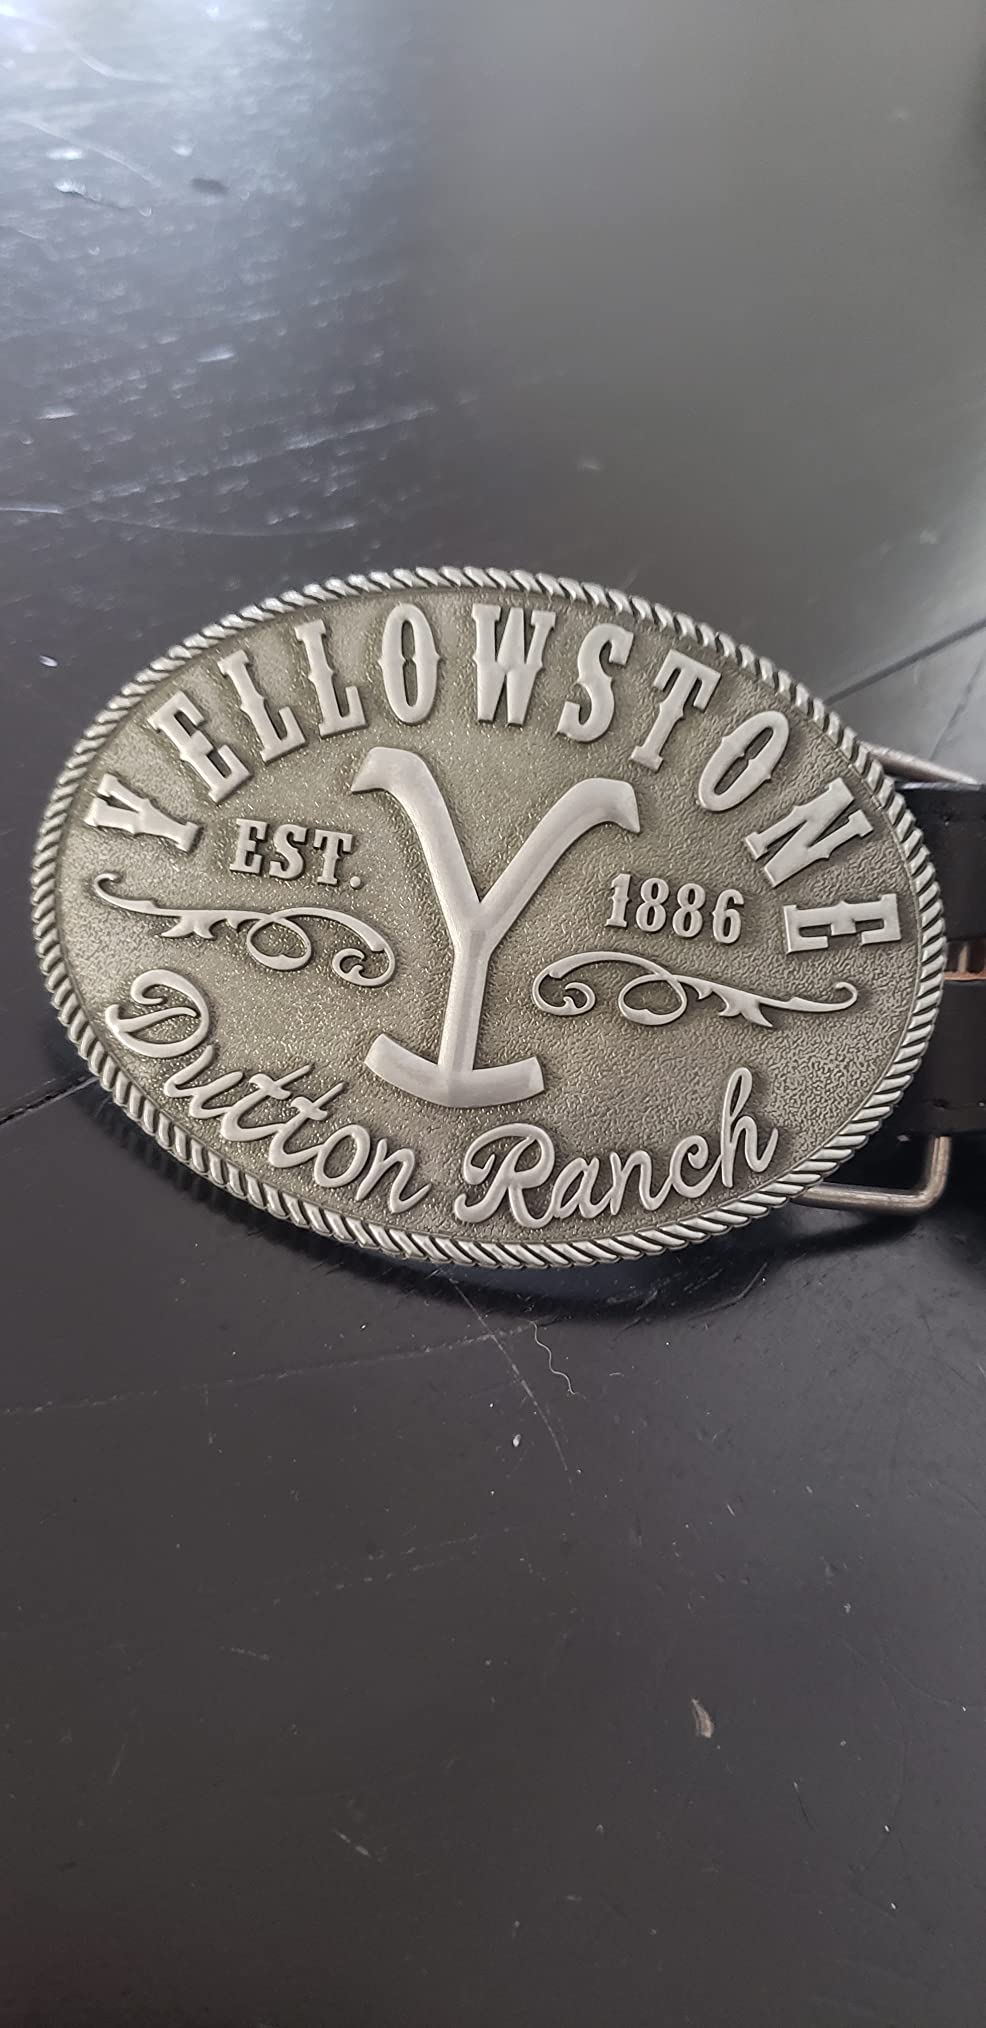 YELLOWSTONE
EST. 1886
Y
Dutton Ranch